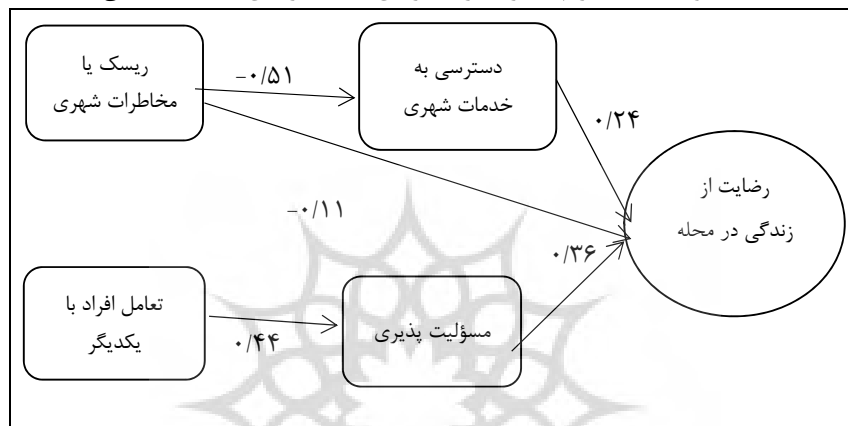 ریسک یا
مخاطرات شهری
−۰/۵۱
دسترسی به
خدمات شهری
۰/۲۴
رضایت از
زندگی در محله
−۰/۱۱
۰/۳۶
تعامل افراد با
یکدیگر
۰/۴۴
مسؤلیت پذیری